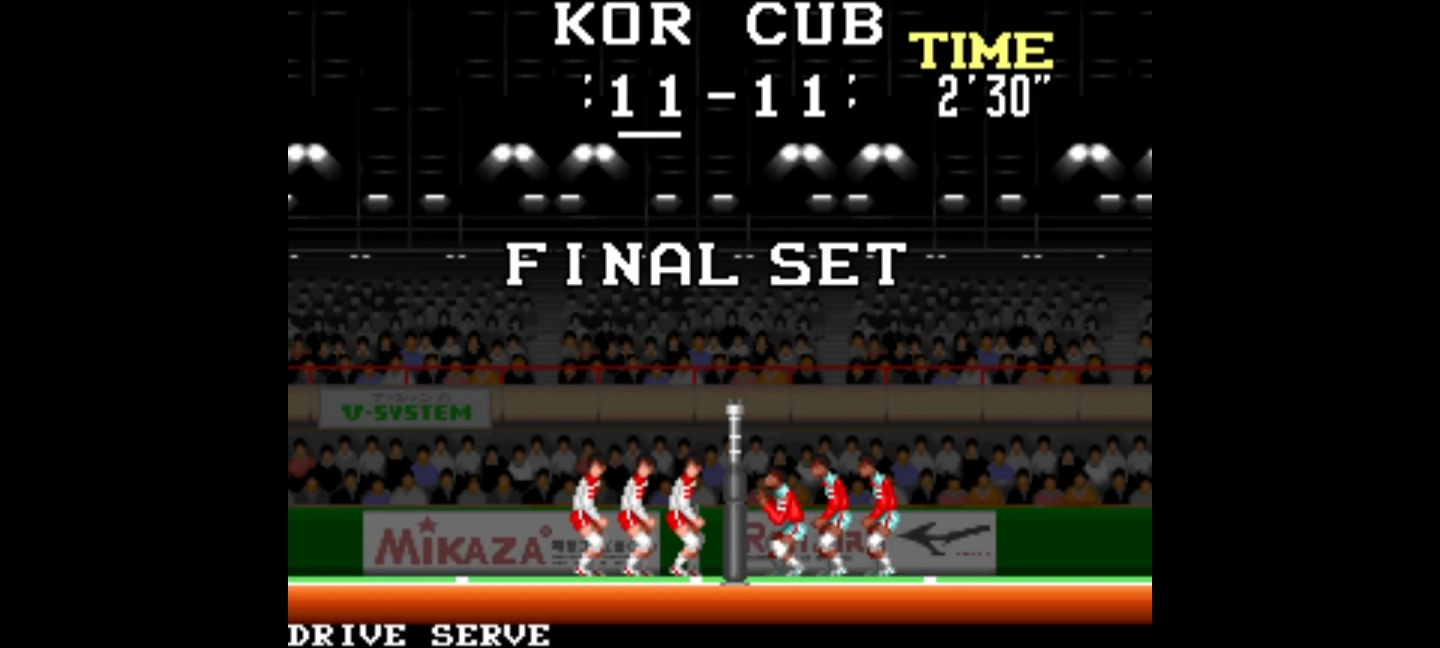 KOR CUB
TIME
11-11
2'30"
FINAL SET
V-SYSTEM
MIKAZA
DRIVE SERVE